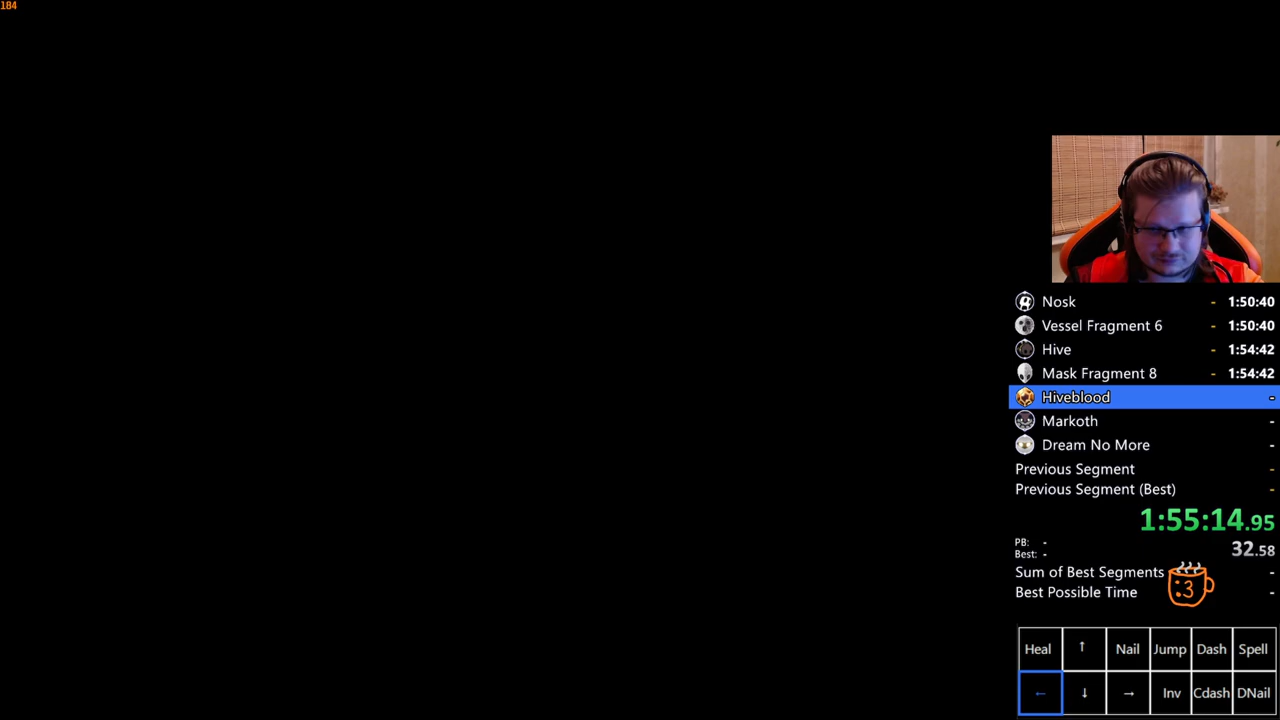 184
Nosk - 1:50:40
Vessel Fragment 6 - 1:50:40
Hive - 1:54:42
Mask Fragment 8 - 1:54:42
Hiveblood -
Markoth -
Dream No More -
Previous Segment -
Previous Segment (Best) -
1:55:14.95
PB: -
32.58
Best: -
Sum of Best Segments -
Best Possible Time -
:3
Heal ↑ Nail Jump Dash Spell
← ↓ → Inv Cdash DNail